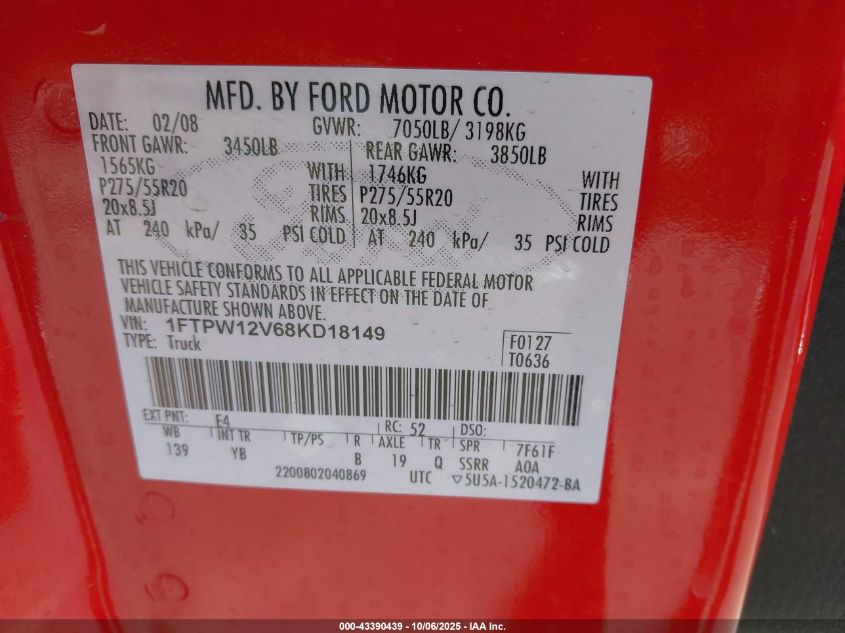 MFD. BY FORD MOTOR CO.
DATE: 02/08 GVWR: 7050LB/ 3198KG
FRONT GAWR: 3450LB REAR GAWR: 3850LB
1565KG WITH 1746KG WITH
P275/55R20 TIRES P275/55R20 TIRES
20x8.5J RIMS 20x8.5J RIMS
AT 240 kPa/ 35 PSI COLD AT 240 kPa/ 35 PSI COLD
THIS VEHICLE CONFORMS TO ALL APPLICABLE FEDERAL MOTOR
VEHICLE SAFETY STANDARDS IN EFFECT ON THE DATE OF
MANUFACTURE SHOWN ABOVE.
VIN: 1FTPW12V68KD18149 F0127
TYPE: Truck T0636
EXT PNT: E4 RC: 52 DSO:
WB INT TR TP/PS R AXLE TR SPR 7F61F
139 YB B 19 Q SSRR A0A
2200802040869 UTC ▽5U5A-1520472-BA
000-43390439 - 10/06/2025 - IAA Inc.